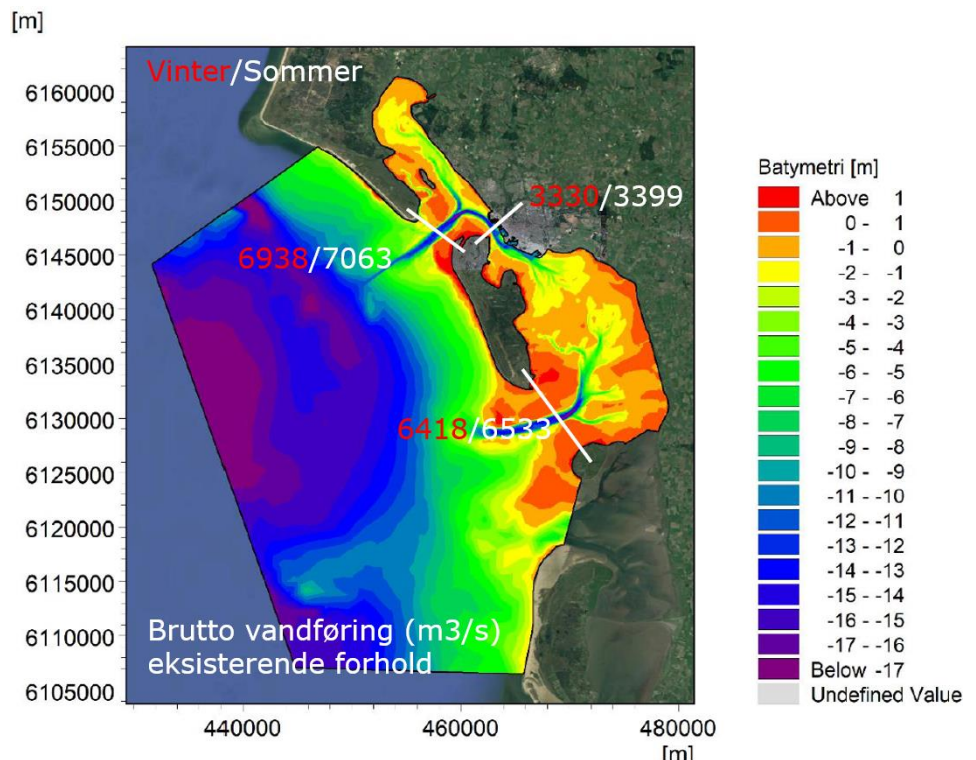 [m]
Vinter/Sommer
6160000
6155000
6150000
6145000
6140000
6135000
6130000
6125000
6120000
6115000
6110000
6105000
3330/3399
6938/7063
6418/6533
Brutto vandføring (m3/s)
eksisterende forhold
440000 460000 480000
[m]
Batymetri [m]
Above 1
0 - 1
-1 - 0
-2 - -1
-3 - -2
-4 - -3
-5 - -4
-6 - -5
-7 - -6
-8 - -7
-9 - -8
-10 - -9
-11 - -10
-12 - -11
-13 - -12
-14 - -13
-15 - -14
-16 - -15
-17 - -16
Below -17
Undefined Value